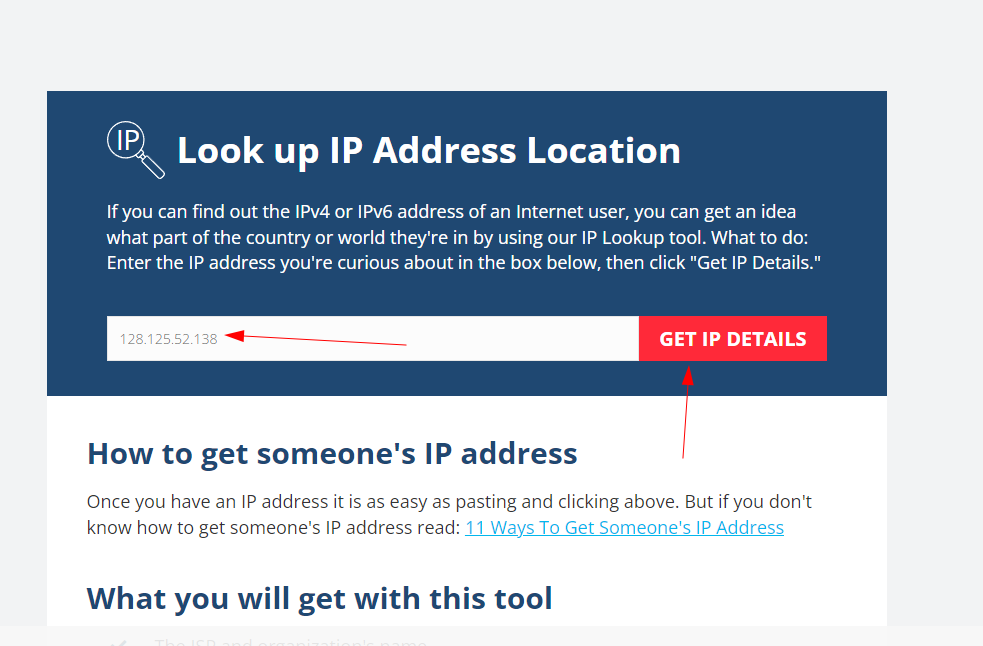 IP
Look up IP Address Location
If you can find out the IPv4 or IPv6 address of an Internet user, you can get an idea
what part of the country or world they're in by using our IP Lookup tool. What to do:
Enter the IP address you're curious about in the box below, then click "Get IP Details."
128.125.52.138
GET IP DETAILS
How to get someone's IP address
Once you have an IP address it is as easy as pasting and clicking above. But if you don't
know how to get someone's IP address read: 11 Ways To Get Someone's IP Address
What you will get with this tool
The ISP and organization's name